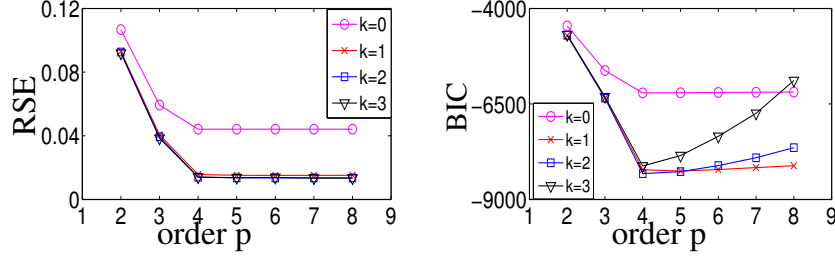 0.12
0.08
0.04
0
RSE
k=0
k=1
k=2
k=3
1 2 3 4 5 6 7 8 9
order p
-4000
-6500
-9000
BIC
k=0
k=1
k=2
k=3
1 2 3 4 5 6 7 8 9
order p